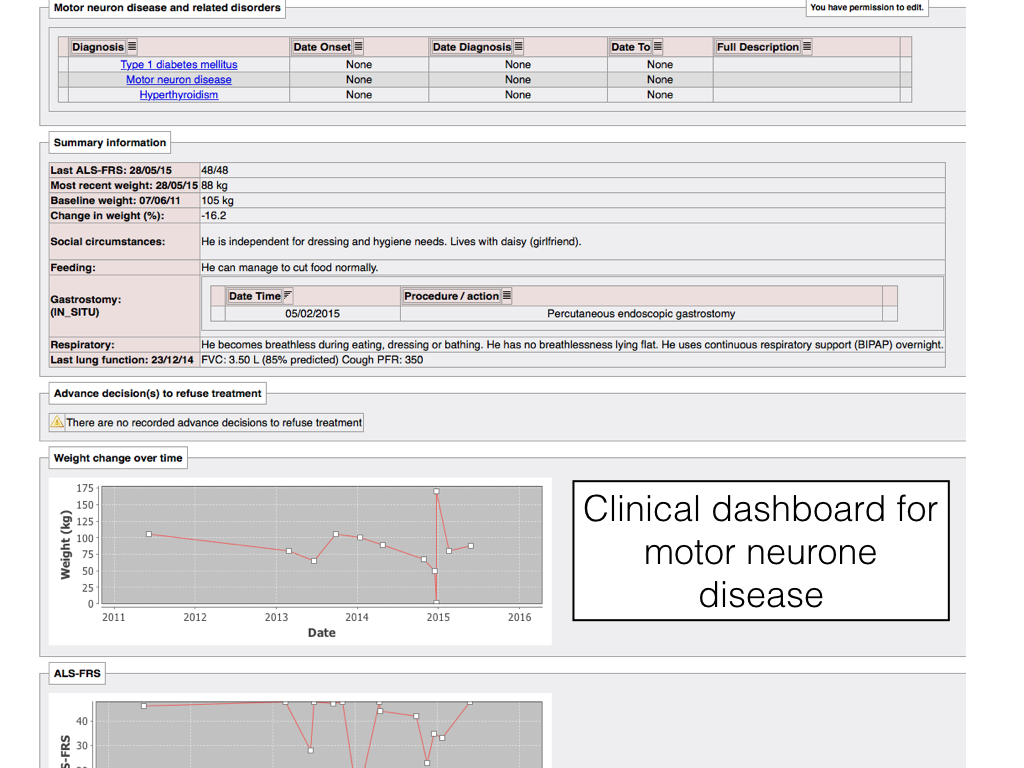 Motor neuron disease and related disorders
You have permission to edit.
Diagnosis Date Onset Date Diagnosis Date To Full Description
Type 1 diabetes mellitus None None None
Motor neuron disease None None None
Hyperthyroidism None None None
Summary information
Last ALS-FRS: 28/05/15 48/48
Most recent weight: 28/05/15 88 kg
Baseline weight: 07/06/11 105 kg
Change in weight (%): -16.2
Social circumstances: He is independent for dressing and hygiene needs. Lives with daisy (girlfriend).
Feeding: He can manage to cut food normally.
Gastrostomy:
(IN_SITU)
Date Time Procedure / action
05/02/2015 Percutaneous endoscopic gastrostomy
Respiratory: He becomes breathless during eating, dressing or bathing. He has no breathlessness lying flat. He uses continuous respiratory support (BIPAP) overnight.
Last lung function: 23/12/14 FVC: 3.50 L (85% predicted) Cough PFR: 350
Advance decision(s) to refuse treatment
There are no recorded advance decisions to refuse treatment
Weight change over time
Weight (kg)
175
150
125
100
75
50
25
0
2011 2012 2013 2014 2015 2016
Date
Clinical dashboard for
motor neurone
disease
ALS-FRS
S-FRS
40
30